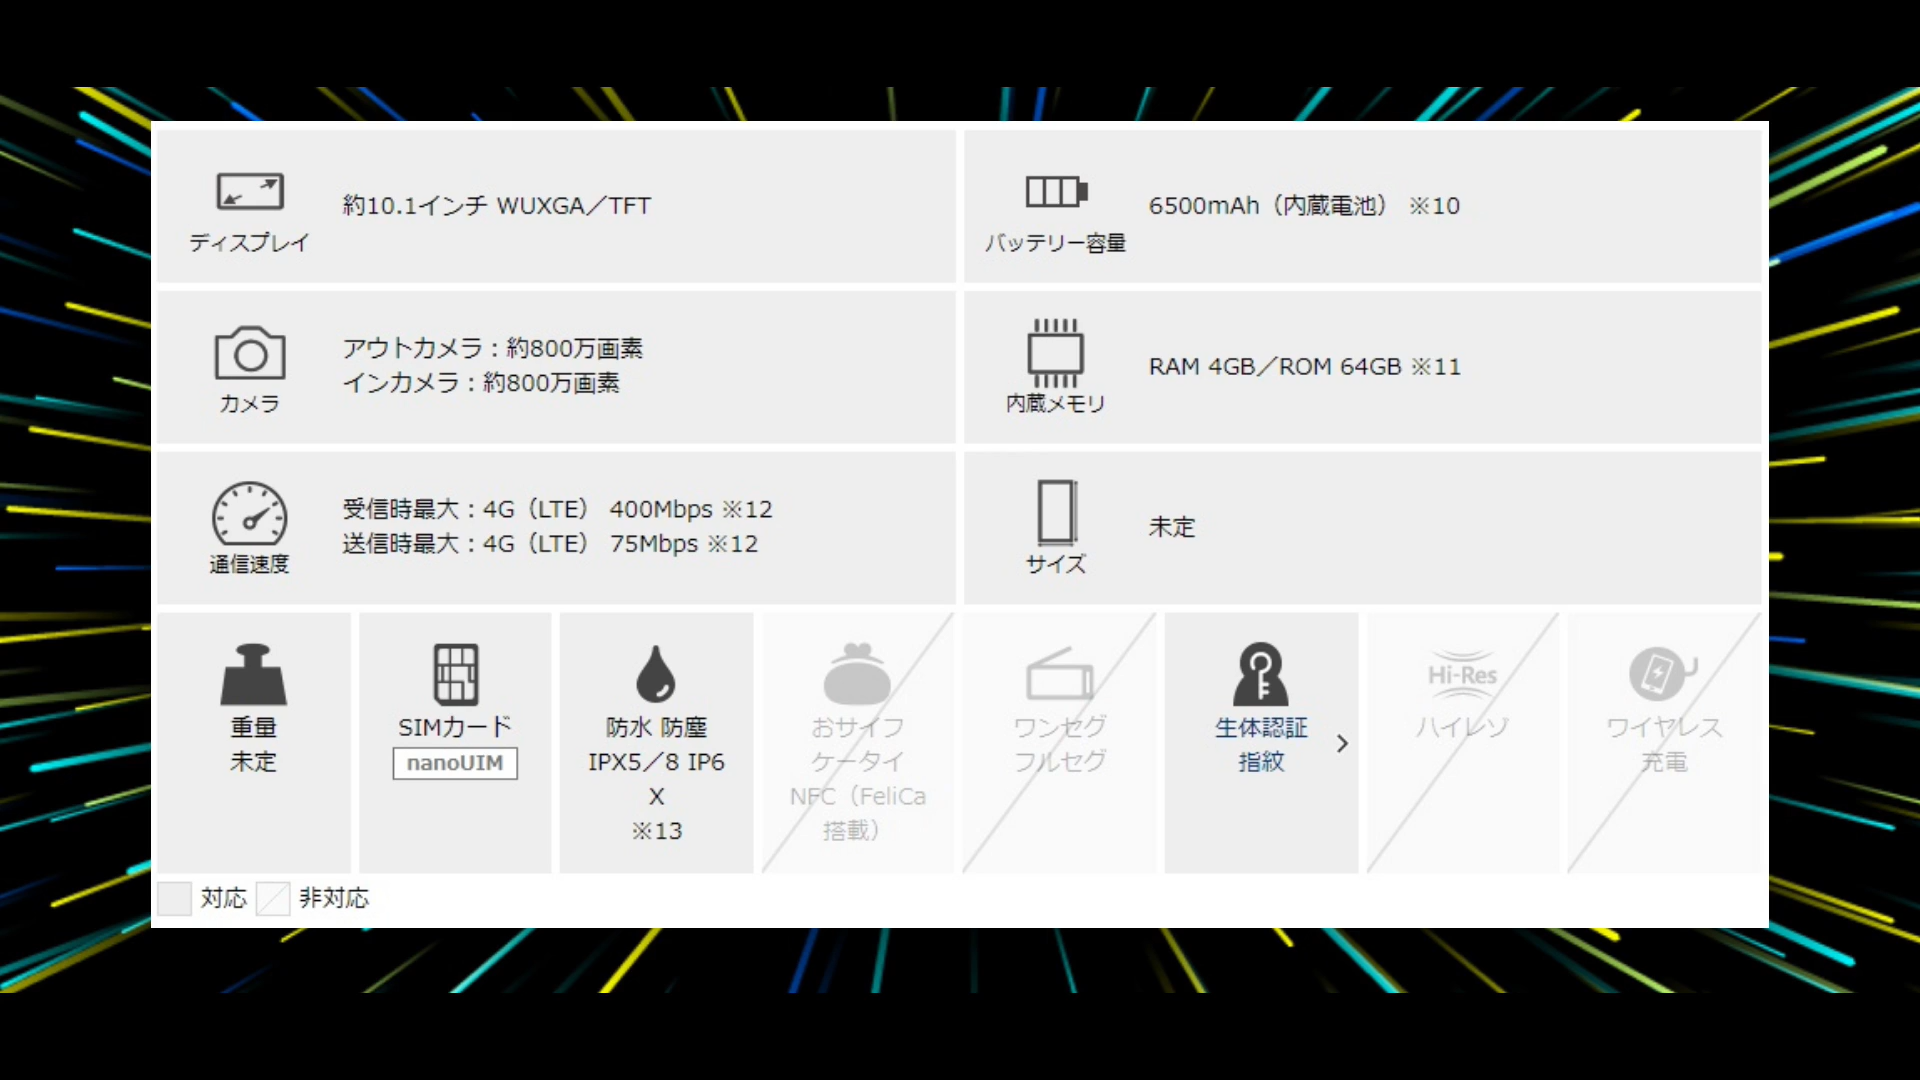 ディスプレイ
約10.1インチ WUXGA／TFT
バッテリー容量
6500mAh（内蔵電池） ※10
カメラ
アウトカメラ：約800万画素
インカメラ：約800万画素
内蔵メモリ
RAM 4GB／ROM 64GB ※11
通信速度
受信時最大：4G（LTE） 400Mbps ※12
送信時最大：4G（LTE） 75Mbps ※12
サイズ
未定
重量
未定
SIMカード
nanoUIM
防水 防塵
IPX5／8 IP6
X
※13
おサイフ
ケータイ
NFC（FeliCa
搭載）
ワンセグ
フルセグ
生体認証
指紋
Hi-Res
ハイレゾ
ワイヤレス
充電
対応
非対応